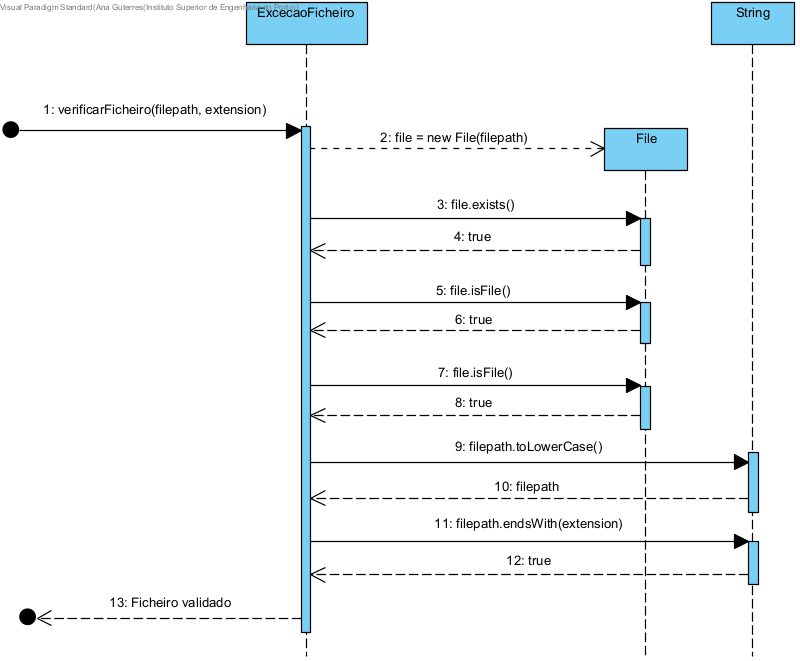 Visual Paradigm Standard(Ana Guterres(Instituto Superior de Engenharia do Porto))
ExcecaoFicheiro
String
1: verificarFicheiro(filepath, extension)
2: file = new File(filepath)
File
3: file.exists()
4: true
5: file.isFile()
6: true
7: file.isFile()
8: true
9: filepath.toLowerCase()
10: filepath
11: filepath.endsWith(extension)
12: true
13: Ficheiro validado